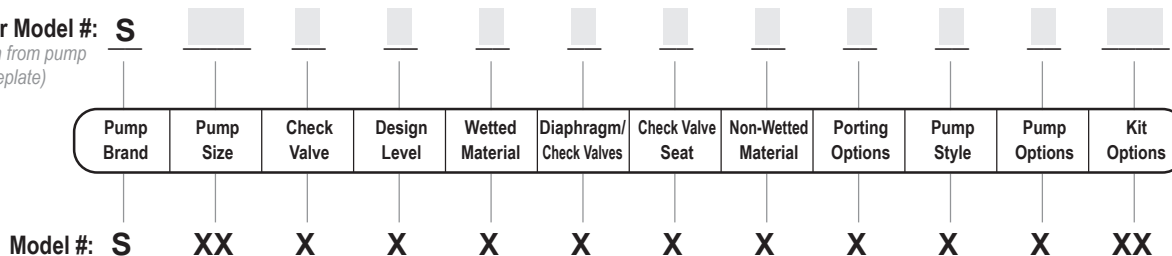 r Model #: S
from pump
eplate)
Pump Brand Pump Size Check Valve Design Level Wetted Material Diaphragm/ Check Valves Check Valve Seat Non-Wetted Material Porting Options Pump Style Pump Options Kit Options
Model #: S XX X X X X X X X X X XX